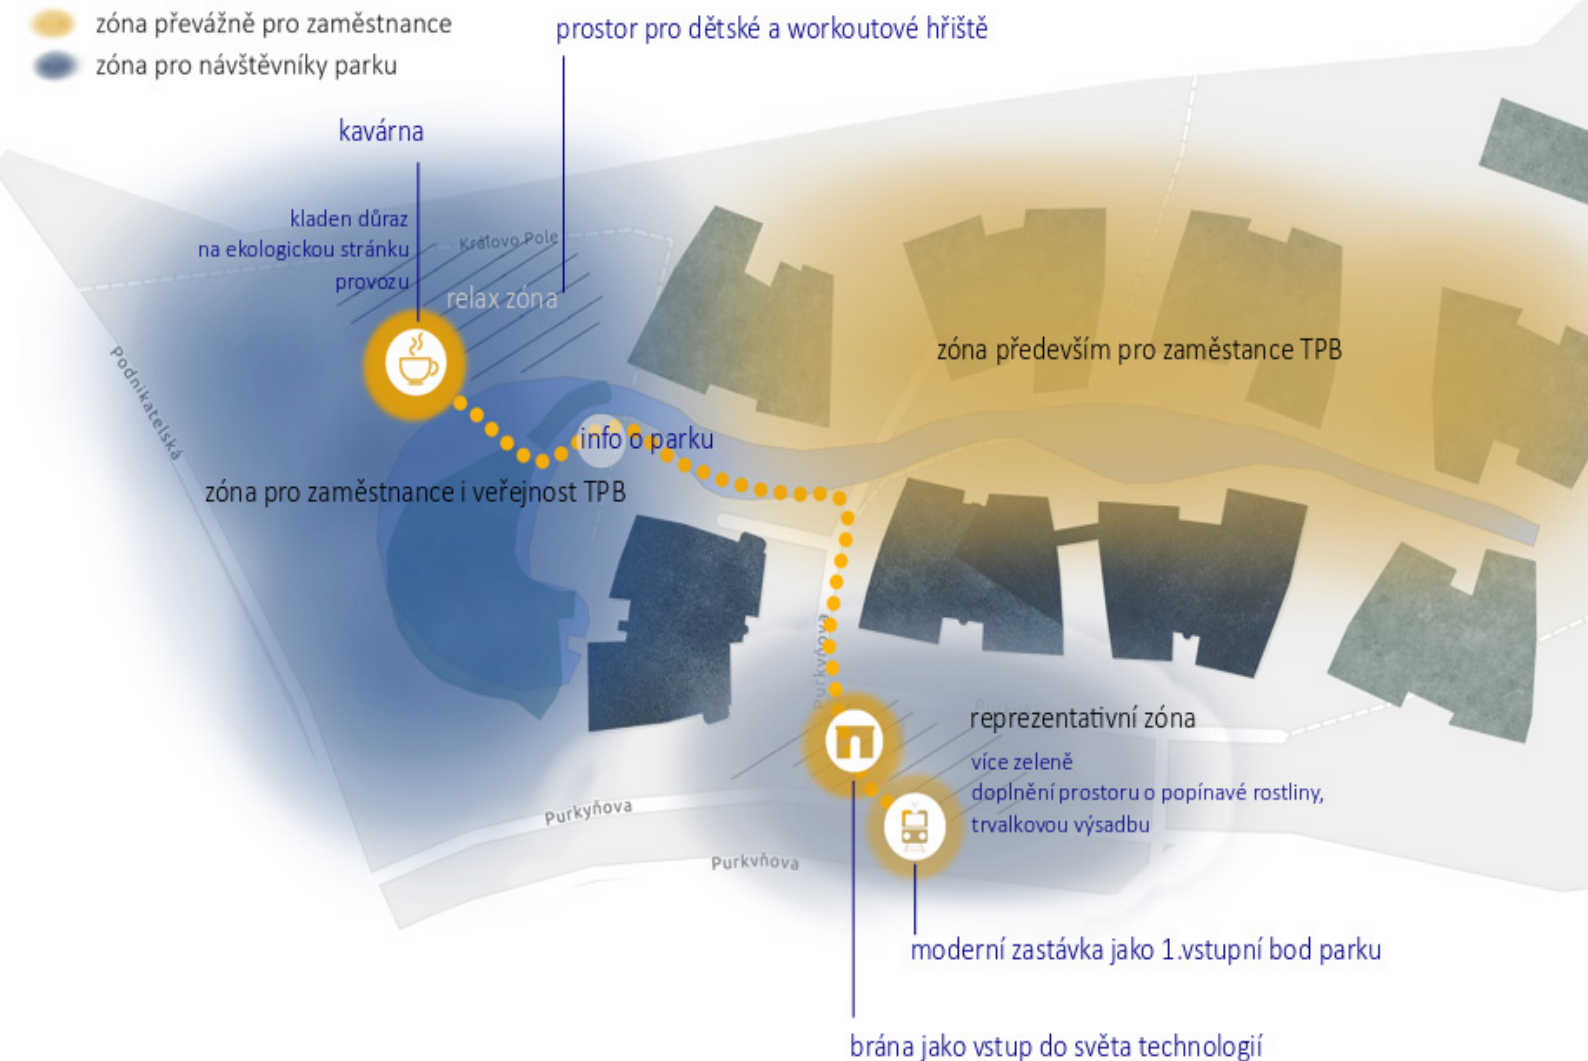 zóna převážně pro zaměstnance
zóna pro návštěvníky parku
prostor pro dětské a workoutové hřiště
kavárna
kladen důraz
na ekologickou stránku
provozu
Královo Pole
relax zóna
Podnikatelská
zóna především pro zaměstance TPB
info o parku
zóna pro zaměstnance i veřejnost TPB
Purkyňova
reprezentativní zóna
více zeleně
doplnění prostoru o popínavé rostliny,
trvalkovou výsadbu
Purkyňova
Purkyňova
moderní zastávka jako 1.vstupní bod parku
brána jako vstup do světa technologií